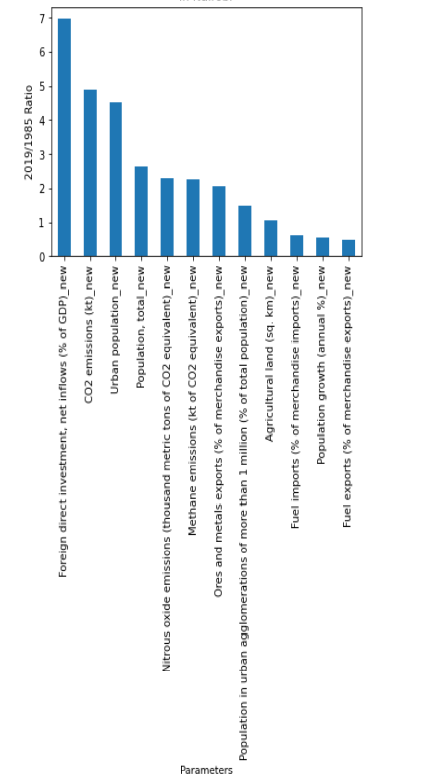 7
6
5
4
3
2
1
0
2019/1985 Ratio
Foreign direct investment, net inflows (% of GDP)_new
CO2 emissions (kt)_new
Urban population_new
Population, total_new
Nitrous oxide emissions (thousand metric tons of CO2 equivalent)_new
Methane emissions (kt of CO2 equivalent)_new
Ores and metals exports (% of merchandise exports)_new
Population in urban agglomerations of more than 1 million (% of total population)_new
Agricultural land (sq. km)_new
Fuel imports (% of merchandise imports)_new
Population growth (annual %)_new
Fuel exports (% of merchandise exports)_new
Parameters